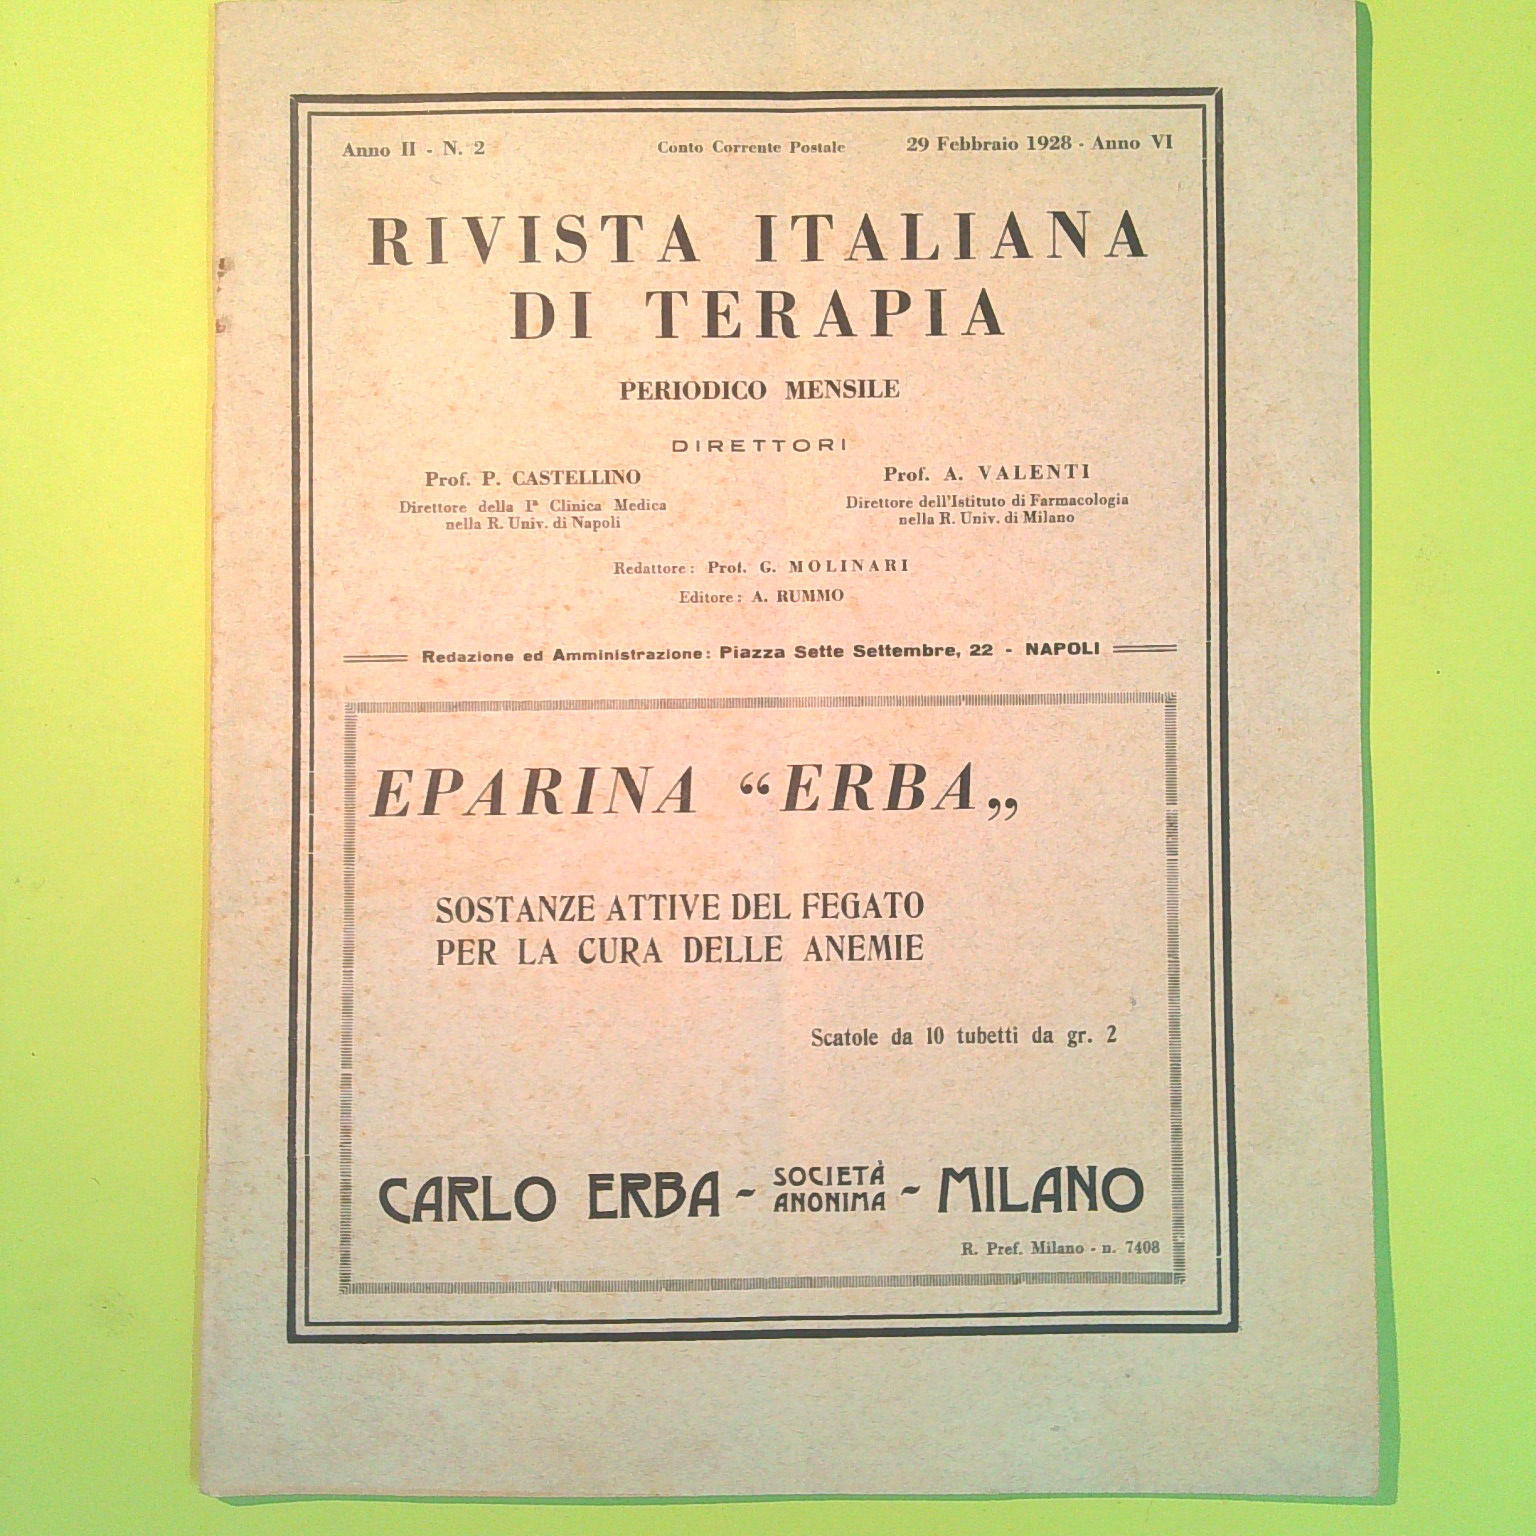 Anno II - N. 2 Conto Corrente Postale 29 Febbraio 1928 - Anno VI
RIVISTA ITALIANA
DI TERAPIA
PERIODICO MENSILE
DIRETTORI
Prof. P. CASTELLINO
Direttore della Iª Clinica Medica
nella R. Univ. di Napoli
Prof. A. VALENTI
Direttore dell'Istituto di Farmacologia
nella R. Univ. di Milano
Redattore: Prof. G. MOLINARI
Editore: A. RUMMO
Redazione ed Amministrazione: Piazza Sette Settembre, 22 - NAPOLI
EPARINA “ERBA„
SOSTANZE ATTIVE DEL FEGATO
PER LA CURA DELLE ANEMIE
Scatole da 10 tubetti da gr. 2
CARLO ERBA - SOCIETÀ ANONIMA - MILANO
R. Pref. Milano - n. 7408